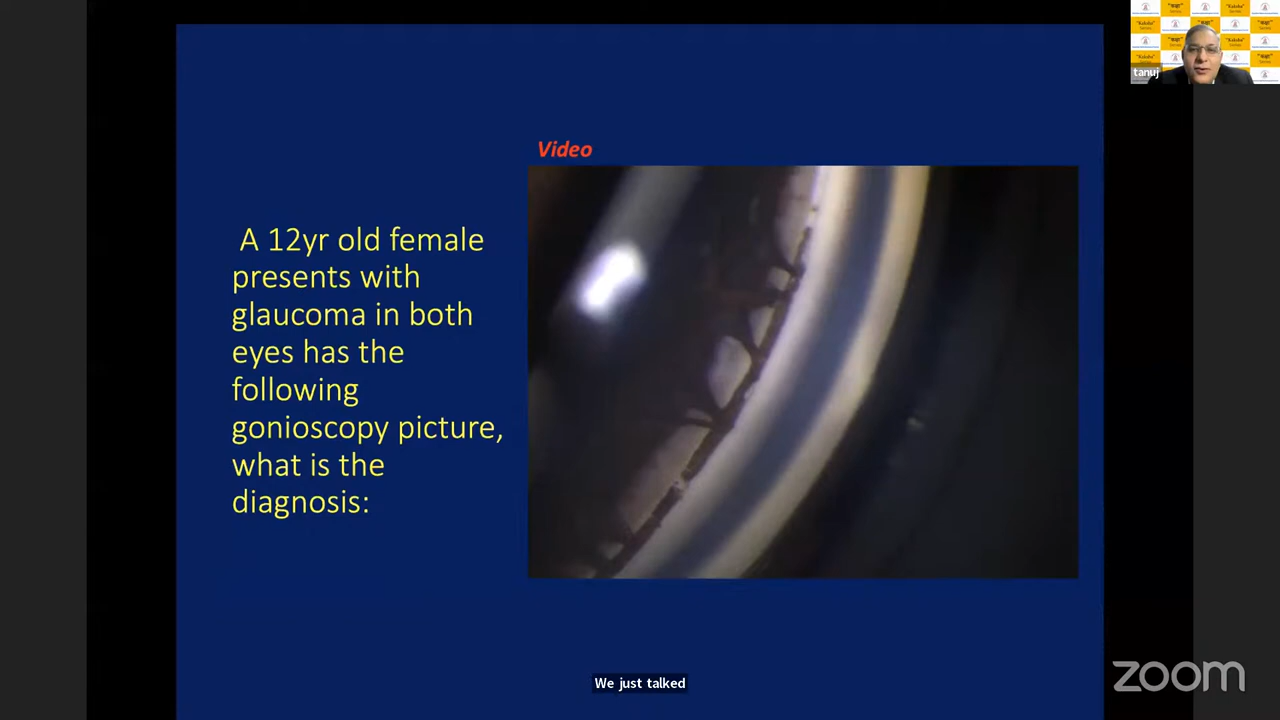 Video
A 12yr old female
presents with
glaucoma in both
eyes has the
following
gonioscopy picture,
what is the
diagnosis:
tanuj
We just talked
zoom